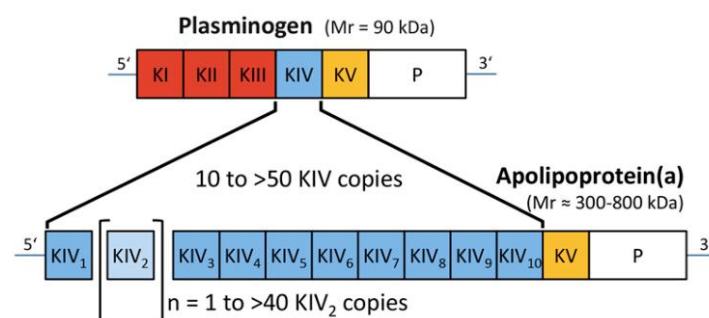 Plasminogen (Mr = 90 kDa)
5‘ KI KII KIII KIV KV P 3‘
10 to >50 KIV copies
Apolipoprotein(a)
(Mr ≈ 300-800 kDa)
5‘ KIV₁ KIV₂ KIV₃ KIV₄ KIV₅ KIV₆ KIV₇ KIV₈ KIV₉ KIV₁₀ KV P 3
n = 1 to >40 KIV₂ copies